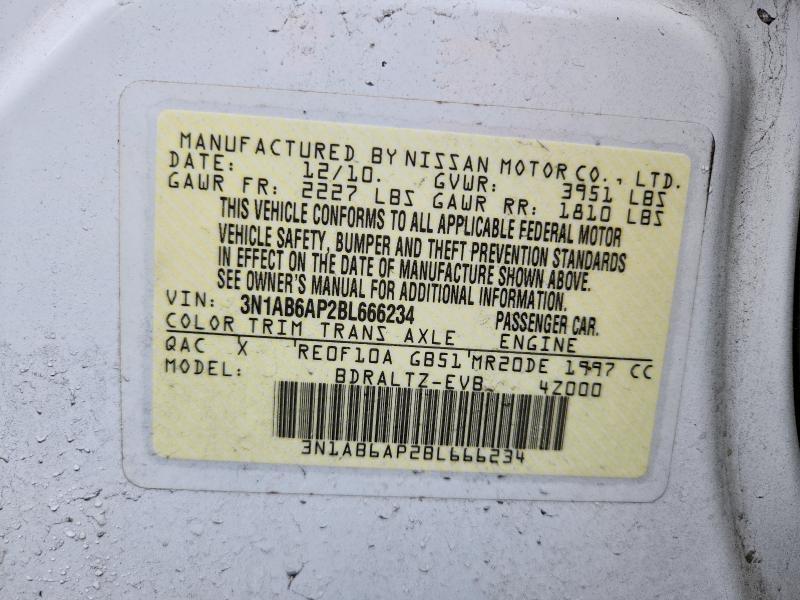 MANUFACTURED BY NISSAN MOTOR CO., LTD.
DATE: 12/10. GVWR: 3951 LBS
GAWR FR: 2227 LBS GAWR RR: 1810 LBS
THIS VEHICLE CONFORMS TO ALL APPLICABLE FEDERAL MOTOR
VEHICLE SAFETY, BUMPER AND THEFT PREVENTION STANDARDS
IN EFFECT ON THE DATE OF MANUFACTURE SHOWN ABOVE.
SEE OWNER'S MANUAL FOR ADDITIONAL INFORMATION.
VIN: 3N1AB6AP2BL666234 PASSENGER CAR.
COLOR TRIM TRANS AXLE ENGINE
QAC X RE0F10A GB51 MR20DE 1997 CC
MODEL: BDRALTZ-EVB_ 4Z000
3N1AB6AP2BL666234